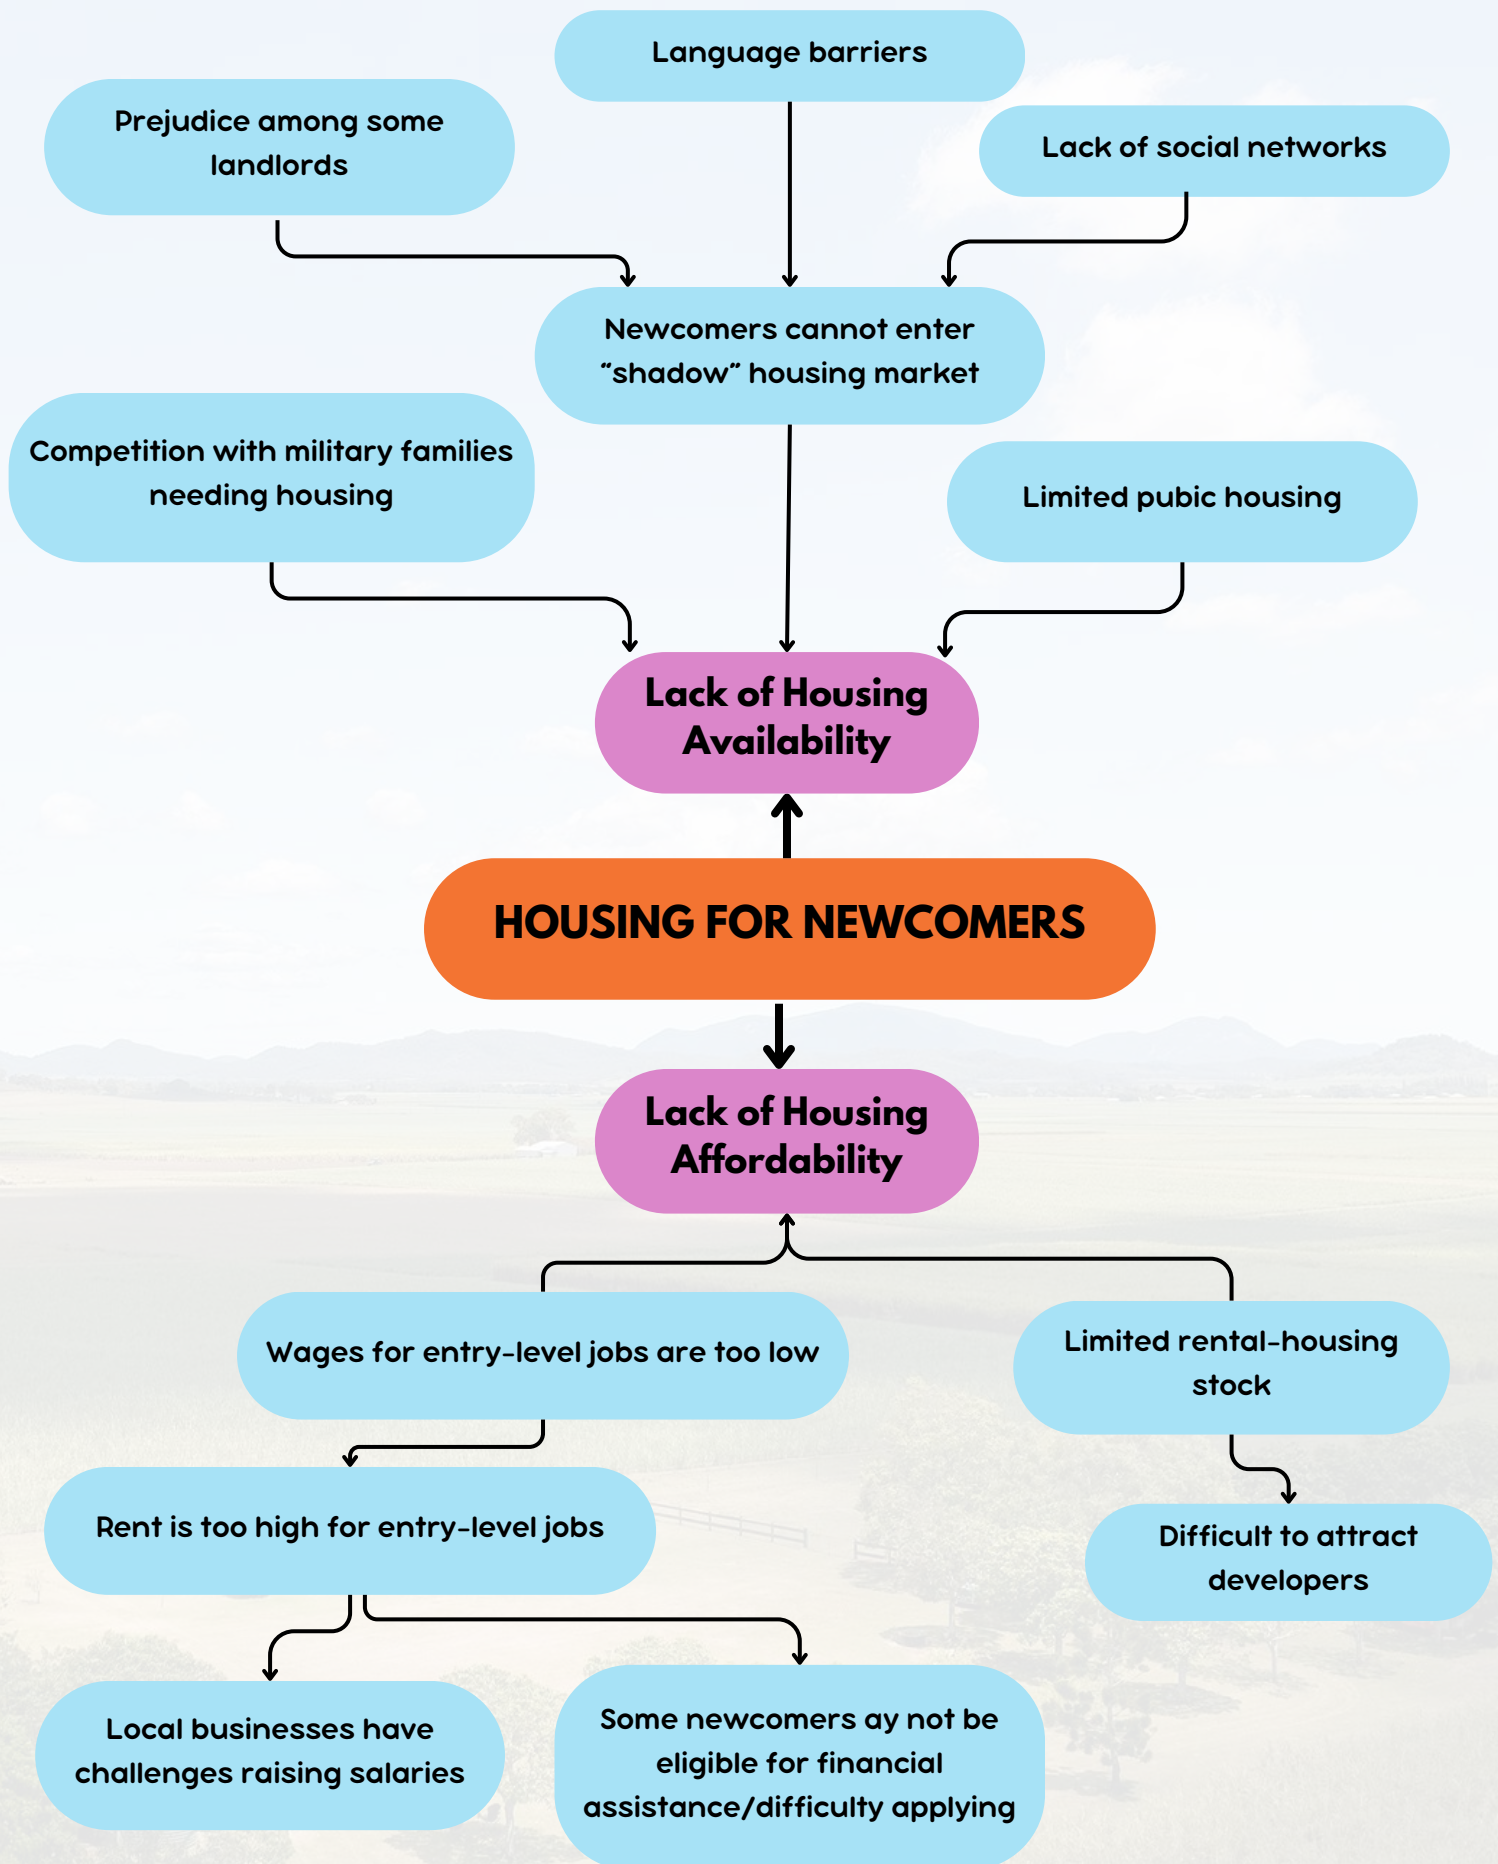 Language barriers
Prejudice among some
landlords
Lack of social networks
Newcomers cannot enter
“shadow” housing market
Competition with military families
needing housing
Limited pubic housing
Lack of Housing
Availability
HOUSING FOR NEWCOMERS
Lack of Housing
Affordability
Wages for entry-level jobs are too low
Limited rental-housing
stock
Rent is too high for entry-level jobs
Difficult to attract
developers
Local businesses have
challenges raising salaries
Some newcomers ay not be
eligible for financial
assistance/difficulty applying